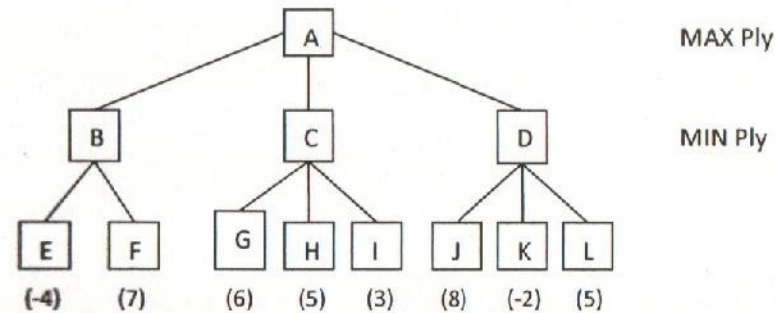 A MAX Ply
B C D MIN Ply
E F G H I J K L
(-4) (7) (6) (5) (3) (8) (-2) (5)